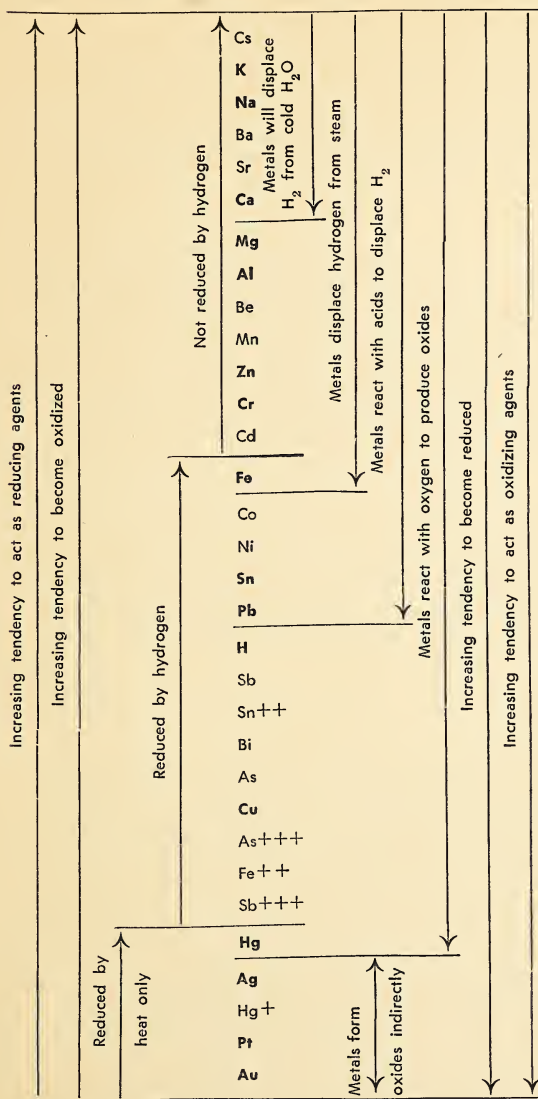 Increasing tendency to act as reducing agents
Increasing tendency to become oxidized
Reduced by
heat only
Reduced by hydrogen
Not reduced by hydrogen
Cs
K
Na
Ba
Sr
Ca
Mg
Al
Be
Mn
Zn
Cr
Cd
Fe
Co
Ni
Sn
Pb
H
Sb
Sn++
Bi
As
Cu
As+++
Fe++
Sb+++
Hg
Ag
Hg+
Pt
Au
Metals will displace
H₂ from cold H₂O
Metals displace hydrogen from steam
Metals react with acids to displace H₂
Metals form
oxides indirectly
Metals react with oxygen to produce oxides
Increasing tendency to become reduced
Increasing tendency to act as oxidizing agents